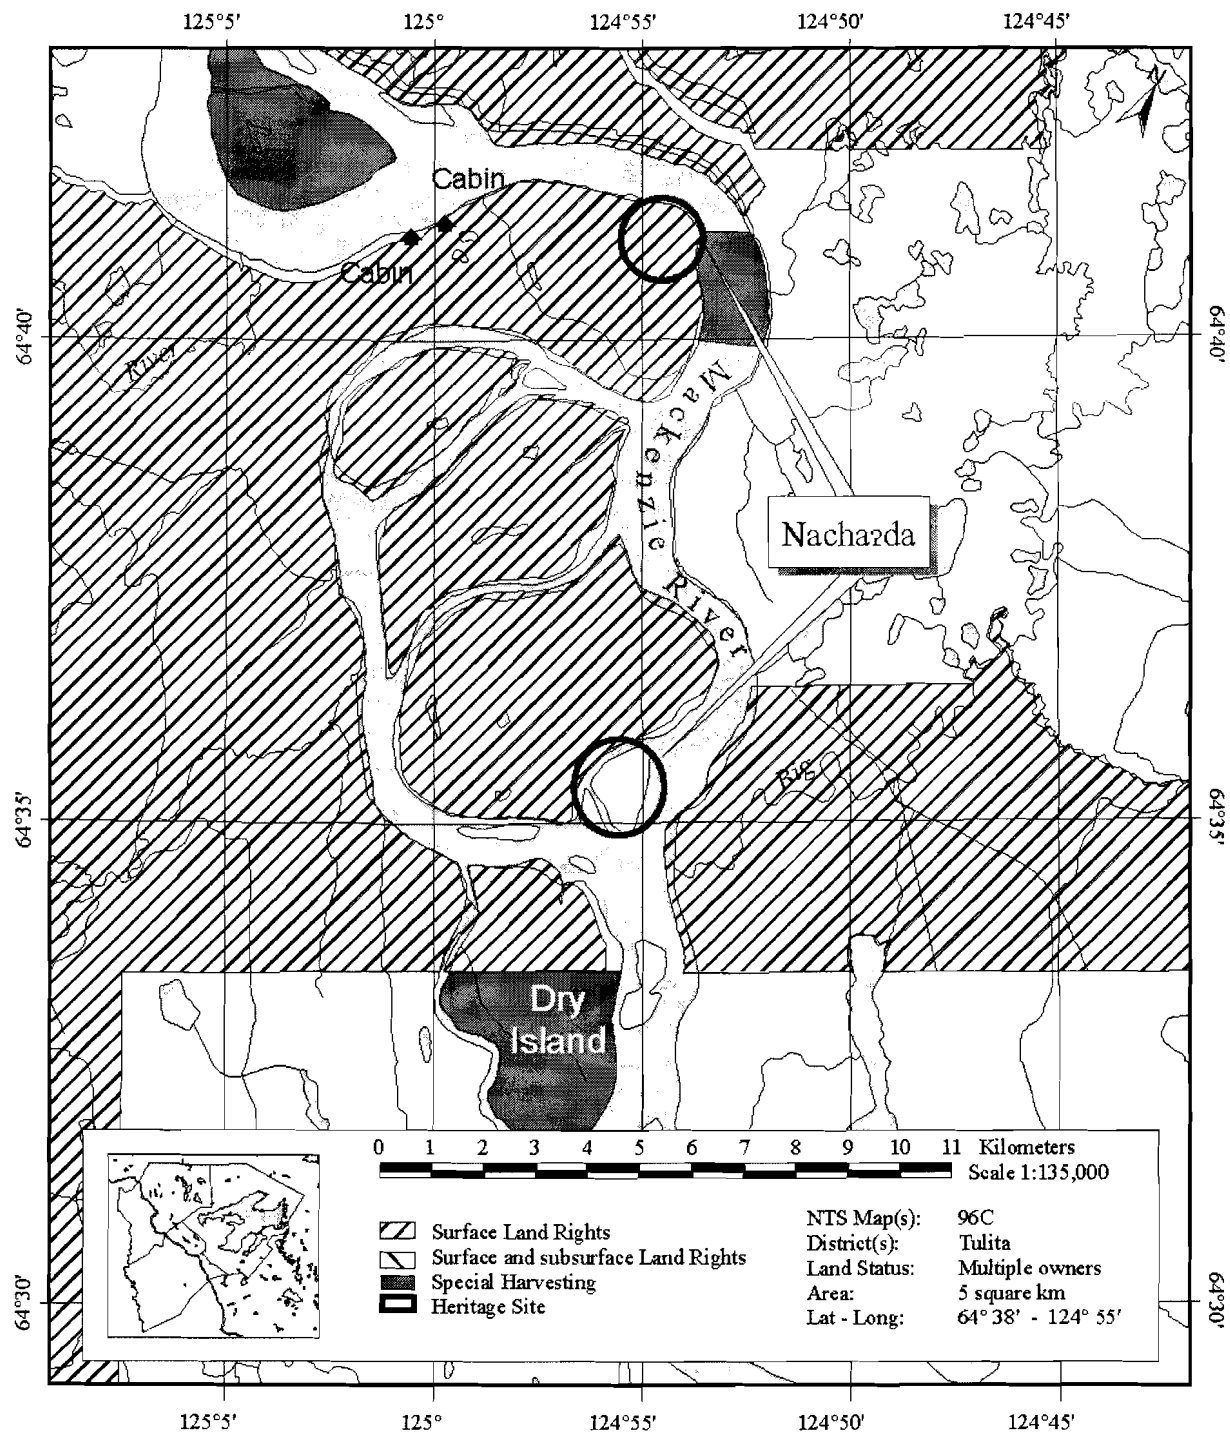 125°5' 125° 124°55' 124°50' 124°45'
Cabin
Cabin
64°40' 64°40'
River
Mackenzie River
Nachaʔda
Big
64°35' 64°35'
Dry
Island
0 1 2 3 4 5 6 7 8 9 10 11 Kilometers
Scale 1:135,000
Surface Land Rights
Surface and subsurface Land Rights
Special Harvesting
Heritage Site
NTS Map(s): 96C
District(s): Tulita
Land Status: Multiple owners
Area: 5 square km
Lat - Long: 64° 38' - 124° 55'
64°30' 64°30'
125°5' 125° 124°55' 124°50' 124°45'